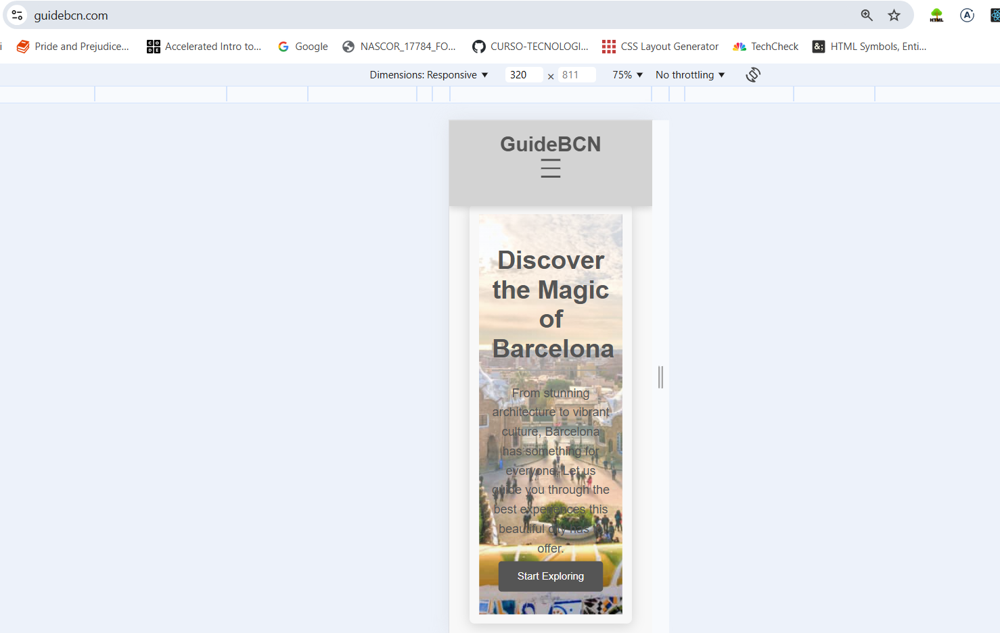 guidebcn.com
i Pride and Prejudice... Accelerated Intro to... Google NASCOR_17784_FO... CURSO-TECNOLOGI... CSS Layout Generator TechCheck &; HTML Symbols, Enti...
Dimensions: Responsive 320 × 811 75% No throttling
GuideBCN
Discover
the Magic
of
Barcelona
From stunning
architecture to vibrant
culture, Barcelona
has something for
everyone. Let us
guide you through the
best experiences this
beautiful city has to
offer.
Start Exploring